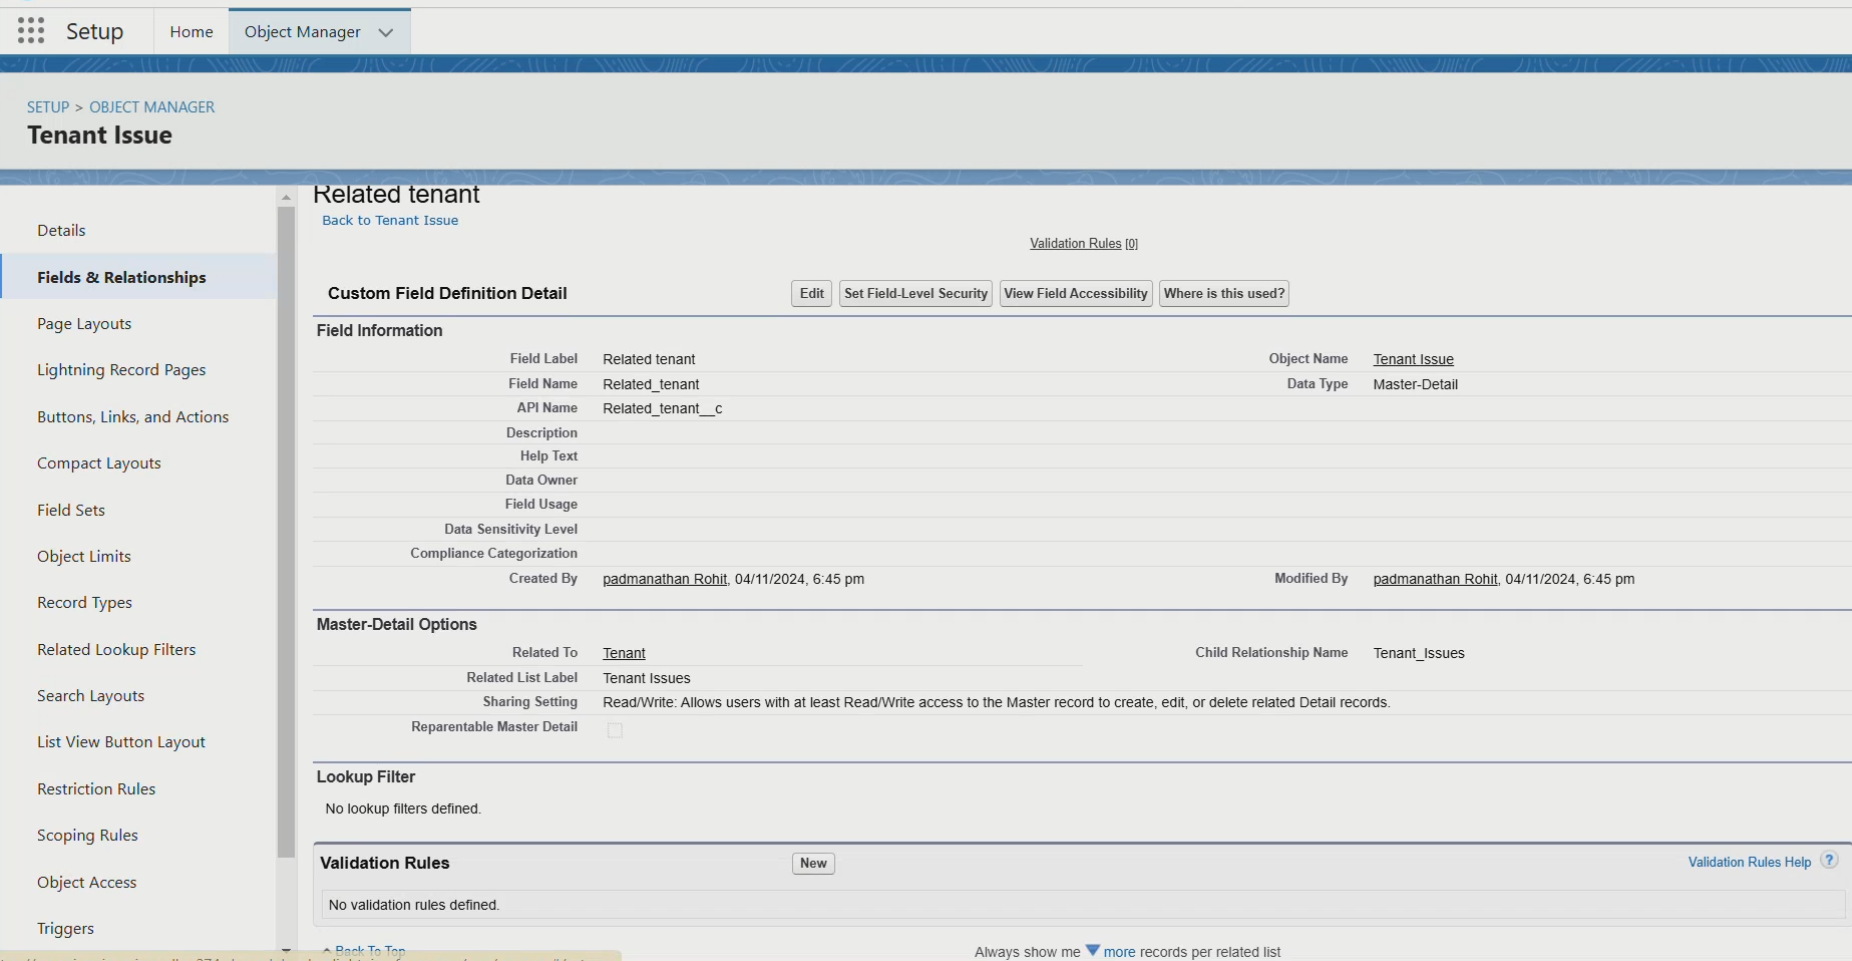 Setup
Home
Object Manager
SETUP > OBJECT MANAGER
Tenant Issue
Details
Fields & Relationships
Page Layouts
Lightning Record Pages
Buttons, Links, and Actions
Compact Layouts
Field Sets
Object Limits
Record Types
Related Lookup Filters
Search Layouts
List View Button Layout
Restriction Rules
Scoping Rules
Object Access
Triggers
Related tenant
Back to Tenant Issue
Validation Rules [0]
Custom Field Definition Detail
Edit
Set Field-Level Security
View Field Accessibility
Where is this used?
Field Information
Field Label Related tenant Object Name Tenant Issue
Field Name Related_tenant Data Type Master-Detail
API Name Related_tenant__c
Description
Help Text
Data Owner
Field Usage
Data Sensitivity Level
Compliance Categorization
Created By padmanathan Rohit, 04/11/2024, 6:45 pm Modified By padmanathan Rohit, 04/11/2024, 6:45 pm
Master-Detail Options
Related To Tenant Child Relationship Name Tenant_Issues
Related List Label Tenant Issues
Sharing Setting Read/Write: Allows users with at least Read/Write access to the Master record to create, edit, or delete related Detail records.
Reparentable Master Detail
Lookup Filter
No lookup filters defined.
Validation Rules New Validation Rules Help ?
No validation rules defined.
Back To Top Always show me more records per related list